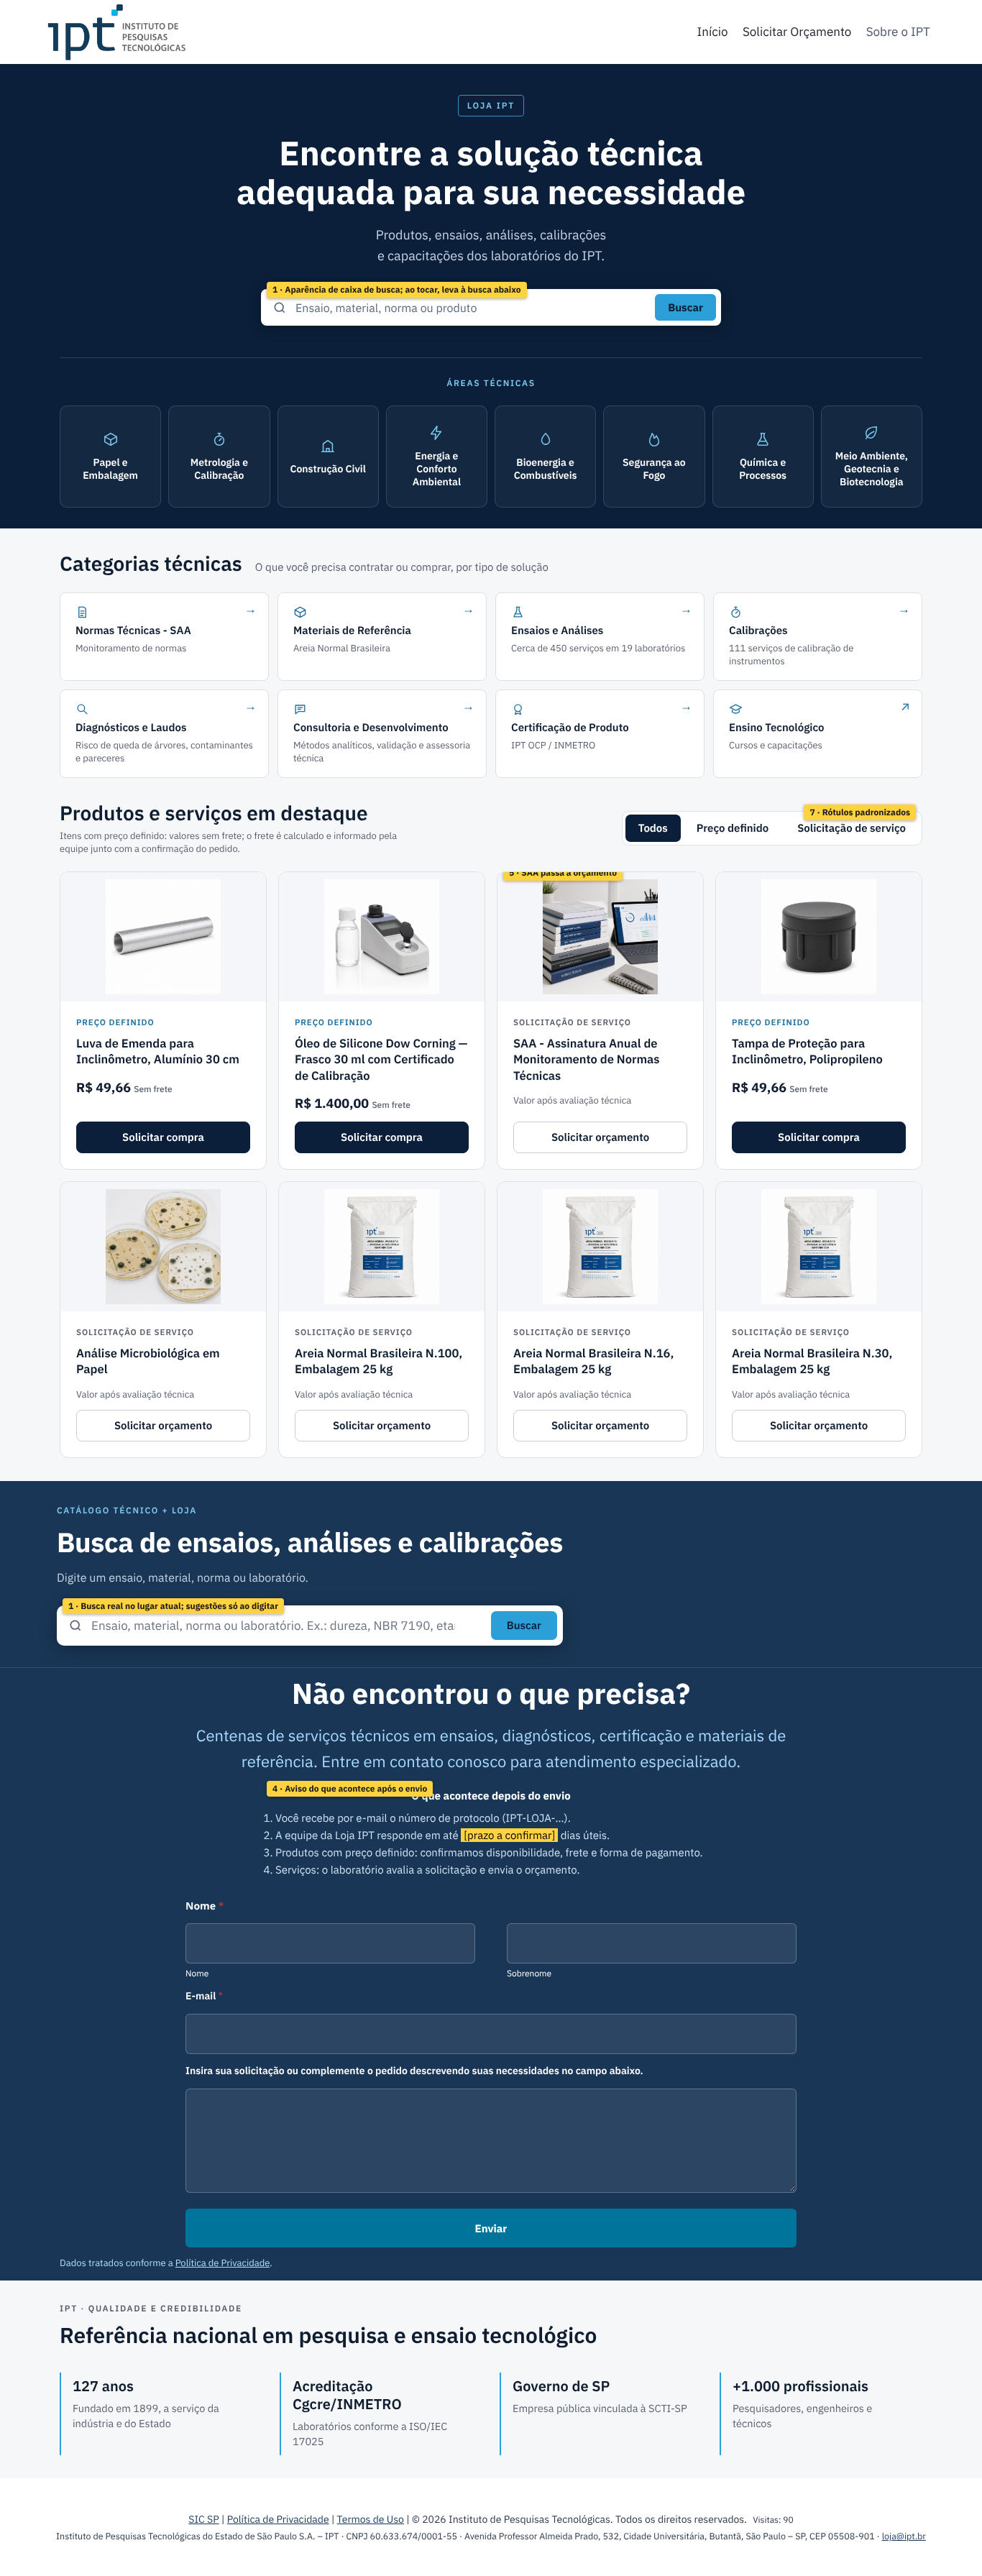 ipt INSTITUTO DE
PESQUISAS
TECNOLÓGICAS
Início Solicitar Orçamento Sobre o IPT
LOJA IPT
Encontre a solução técnica
adequada para sua necessidade
Produtos, ensaios, análises, calibrações
e capacitações dos laboratórios do IPT.
1 · Aparência de caixa de busca; ao tocar, leva à busca abaixo
Ensaio, material, norma ou produto
Buscar
ÁREAS TÉCNICAS
Papel e
Embalagem
Metrologia e
Calibração
Construção Civil
Energia e
Conforto
Ambiental
Bioenergia e
Combustíveis
Segurança ao
Fogo
Química e
Processos
Meio Ambiente,
Geotecnia e
Biotecnologia
Categorias técnicas O que você precisa contratar ou comprar, por tipo de solução
→
Normas Técnicas - SAA
Monitoramento de normas
→
Materiais de Referência
Areia Normal Brasileira
→
Ensaios e Análises
Cerca de 450 serviços em 19 laboratórios
→
Calibrações
111 serviços de calibração de
instrumentos
→
Diagnósticos e Laudos
Risco de queda de árvores, contaminantes
e pareceres
→
Consultoria e Desenvolvimento
Métodos analíticos, validação e assessoria
técnica
→
Certificação de Produto
IPT OCP / INMETRO
Ensino Tecnológico
Cursos e capacitações
Produtos e serviços em destaque
Itens com preço definido: valores sem frete; o frete é calculado e informado pela
equipe junto com a confirmação do pedido.
7 · Rótulos padronizados
Todos Preço definido Solicitação de serviço
PREÇO DEFINIDO
Luva de Emenda para
Inclinômetro, Alumínio 30 cm
R$ 49,66 Sem frete
Solicitar compra
PREÇO DEFINIDO
Óleo de Silicone Dow Corning —
Frasco 30 ml com Certificado
de Calibração
R$ 1.400,00 Sem frete
Solicitar compra
5 · SAA passa a orçamento
SOLICITAÇÃO DE SERVIÇO
SAA - Assinatura Anual de
Monitoramento de Normas
Técnicas
Valor após avaliação técnica
Solicitar orçamento
PREÇO DEFINIDO
Tampa de Proteção para
Inclinômetro, Polipropileno
R$ 49,66 Sem frete
Solicitar compra
SOLICITAÇÃO DE SERVIÇO
Análise Microbiológica em
Papel
Valor após avaliação técnica
Solicitar orçamento
ipt
SOLICITAÇÃO DE SERVIÇO
Areia Normal Brasileira N.100,
Embalagem 25 kg
Valor após avaliação técnica
Solicitar orçamento
ipt
SOLICITAÇÃO DE SERVIÇO
Areia Normal Brasileira N.16,
Embalagem 25 kg
Valor após avaliação técnica
Solicitar orçamento
ipt
SOLICITAÇÃO DE SERVIÇO
Areia Normal Brasileira N.30,
Embalagem 25 kg
Valor após avaliação técnica
Solicitar orçamento
CATÁLOGO TÉCNICO + LOJA
Busca de ensaios, análises e calibrações
Digite um ensaio, material, norma ou laboratório.
1 · Busca real no lugar atual; sugestões só ao digitar
Ensaio, material, norma ou laboratório. Ex.: dureza, NBR 7190, eta
Buscar
Não encontrou o que precisa?
Centenas de serviços técnicos em ensaios, diagnósticos, certificação e materiais de
referência. Entre em contato conosco para atendimento especializado.
4 · Aviso do que acontece após o envio
O que acontece depois do envio
1. Você recebe por e-mail o número de protocolo (IPT-LOJA-...).
2. A equipe da Loja IPT responde em até [prazo a confirmar] dias úteis.
3. Produtos com preço definido: confirmamos disponibilidade, frete e forma de pagamento.
4. Serviços: o laboratório avalia a solicitação e envia o orçamento.
Nome *
Nome
Sobrenome
E-mail *
Insira sua solicitação ou complemente o pedido descrevendo suas necessidades no campo abaixo.
Enviar
Dados tratados conforme a Política de Privacidade.
IPT · QUALIDADE E CREDIBILIDADE
Referência nacional em pesquisa e ensaio tecnológico
127 anos
Fundado em 1899, a serviço da
indústria e do Estado
Acreditação
Cgcre/INMETRO
Laboratórios conforme a ISO/IEC
17025
Governo de SP
Empresa pública vinculada à SCTI-SP
+1.000 profissionais
Pesquisadores, engenheiros e
técnicos
SIC SP | Política de Privacidade | Termos de Uso | © 2026 Instituto de Pesquisas Tecnológicas. Todos os direitos reservados. Visitas: 90
Instituto de Pesquisas Tecnológicas do Estado de São Paulo S.A. – IPT · CNPJ 60.633.674/0001-55 · Avenida Professor Almeida Prado, 532, Cidade Universitária, Butantã, São Paulo – SP, CEP 05508-901 · loja@ipt.br